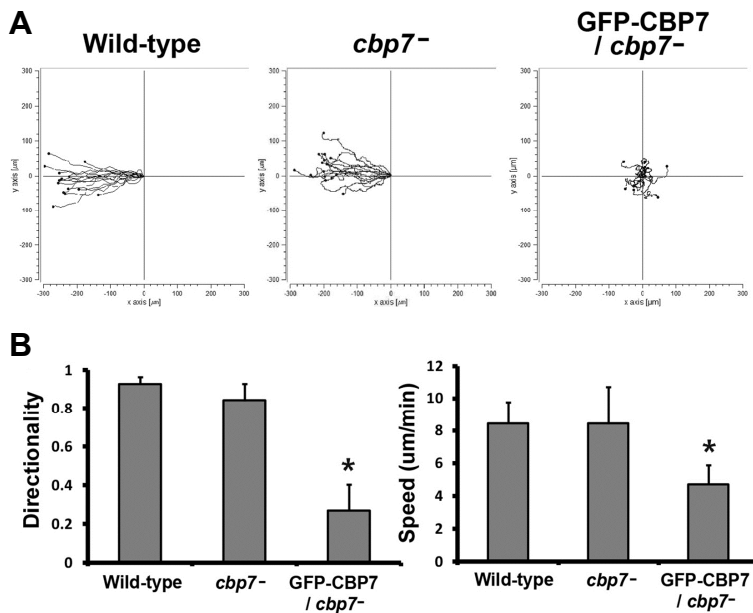 A
Wild-type
cbp7−
GFP-CBP7
/ cbp7−
300
200
100
0
100
200
-300
y axis [µm]
-300
-200
-100
0
100
200
300
x axis [µm]
300
200
100
0
100
200
-300
y axis [µm]
-300
-200
-100
0
100
200
300
x axis [µm]
300
200
100
0
100
200
-300
y axis [µm]
-300
-200
-100
0
100
200
300
x axis [µm]
B
Directionality
1
0.8
0.6
0.4
0.2
0
*
Wild-type
cbp7−
GFP-CBP7
/ cbp7−
Speed (um/min)
12
10
8
6
4
2
0
*
Wild-type
cbp7−
GFP-CBP7
/ cbp7−